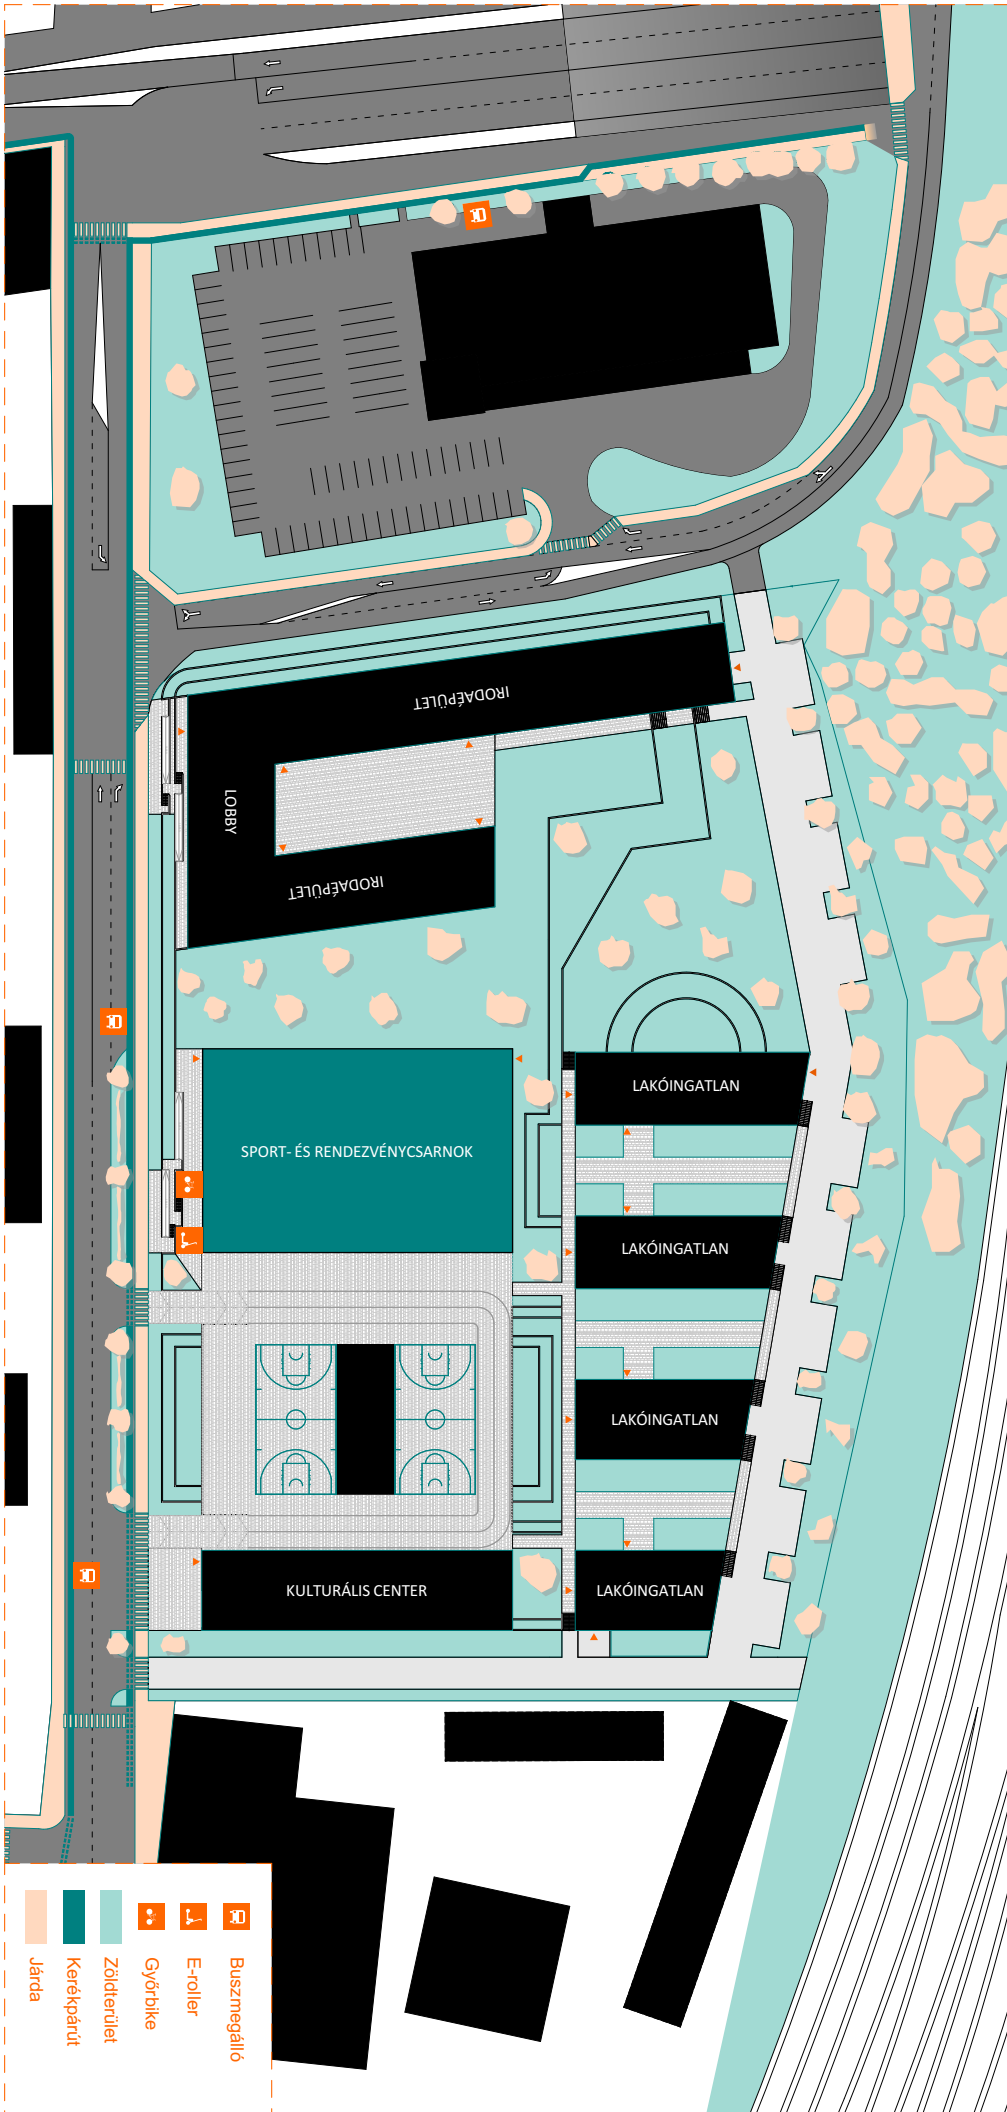 IRODAÉPÜLET
LOBBY
IRODAÉPÜLET
SPORT- ÉS RENDEZVÉNYCSARNOK
LAKÓINGATLAN
LAKÓINGATLAN
LAKÓINGATLAN
LAKÓINGATLAN
KULTURÁLIS CENTER
Buszmegálló
E-roller
Győrbike
Zöldterület
Kerékpárút
Járda